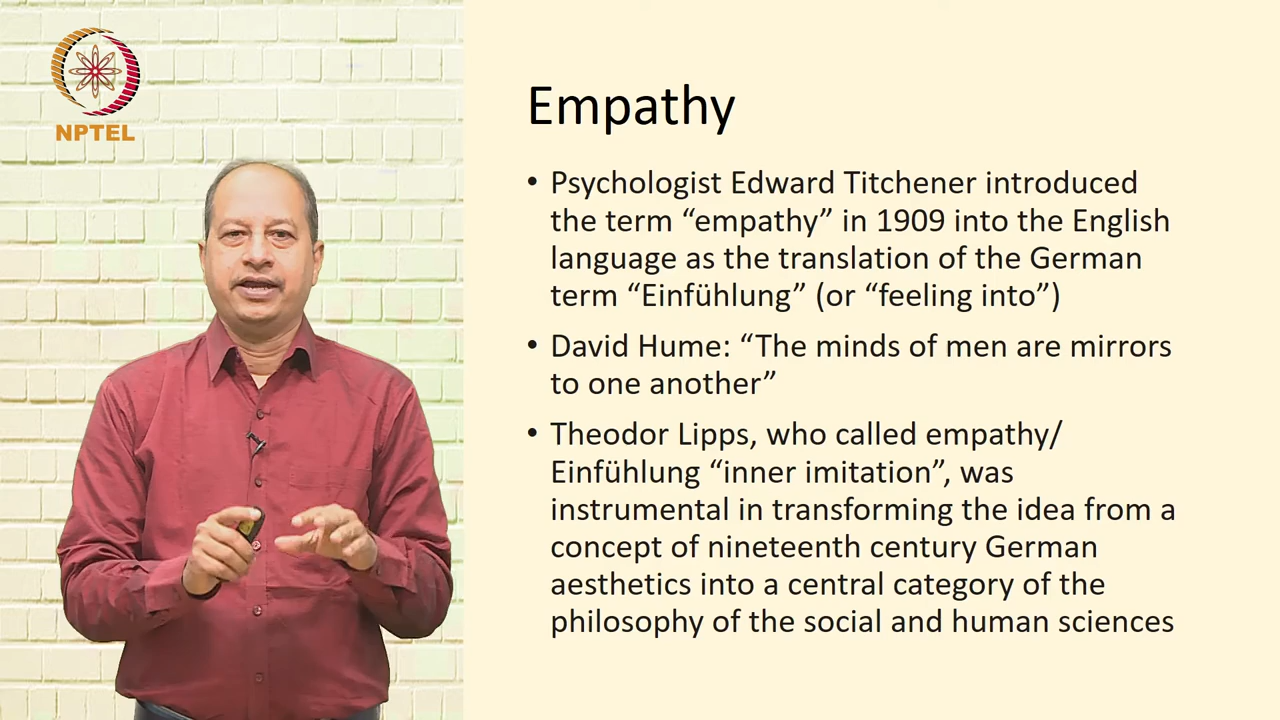 NPTEL
Empathy
• Psychologist Edward Titchener introduced
the term “empathy” in 1909 into the English
language as the translation of the German
term “Einfühlung” (or “feeling into”)
• David Hume: “The minds of men are mirrors
to one another”
• Theodor Lipps, who called empathy/
Einfühlung “inner imitation”, was
instrumental in transforming the idea from a
concept of nineteenth century German
aesthetics into a central category of the
philosophy of the social and human sciences